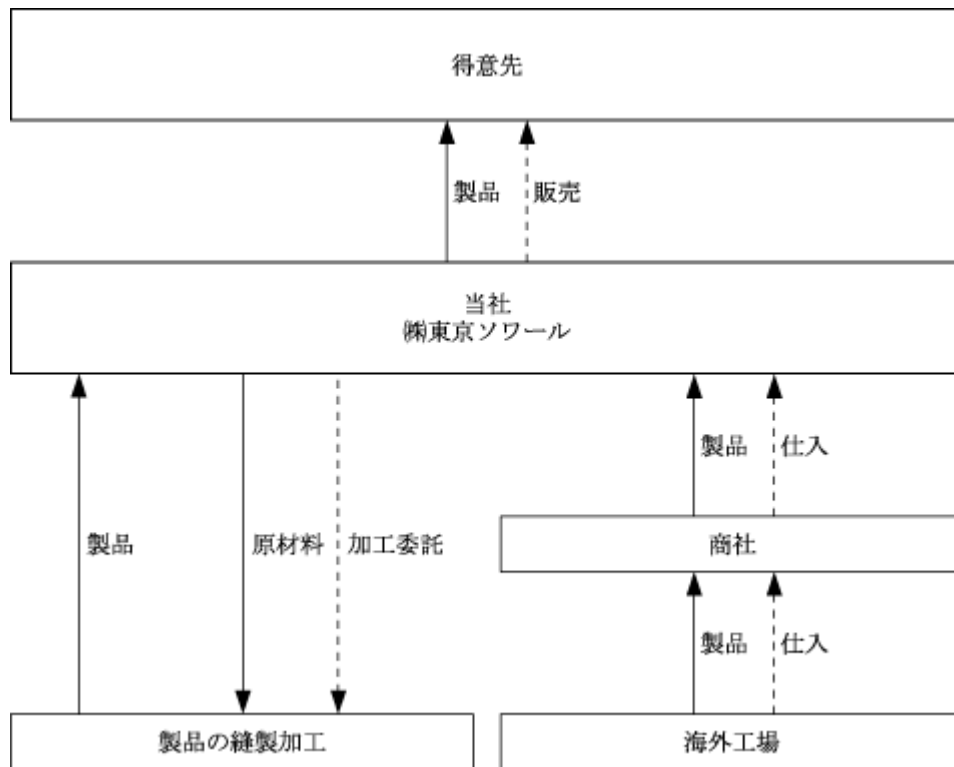 得意先
製品
販売
当社
㈱東京ソワール
製品
仕入
製品
原材料
加工委託
商社
製品
仕入
製品の縫製加工
海外工場